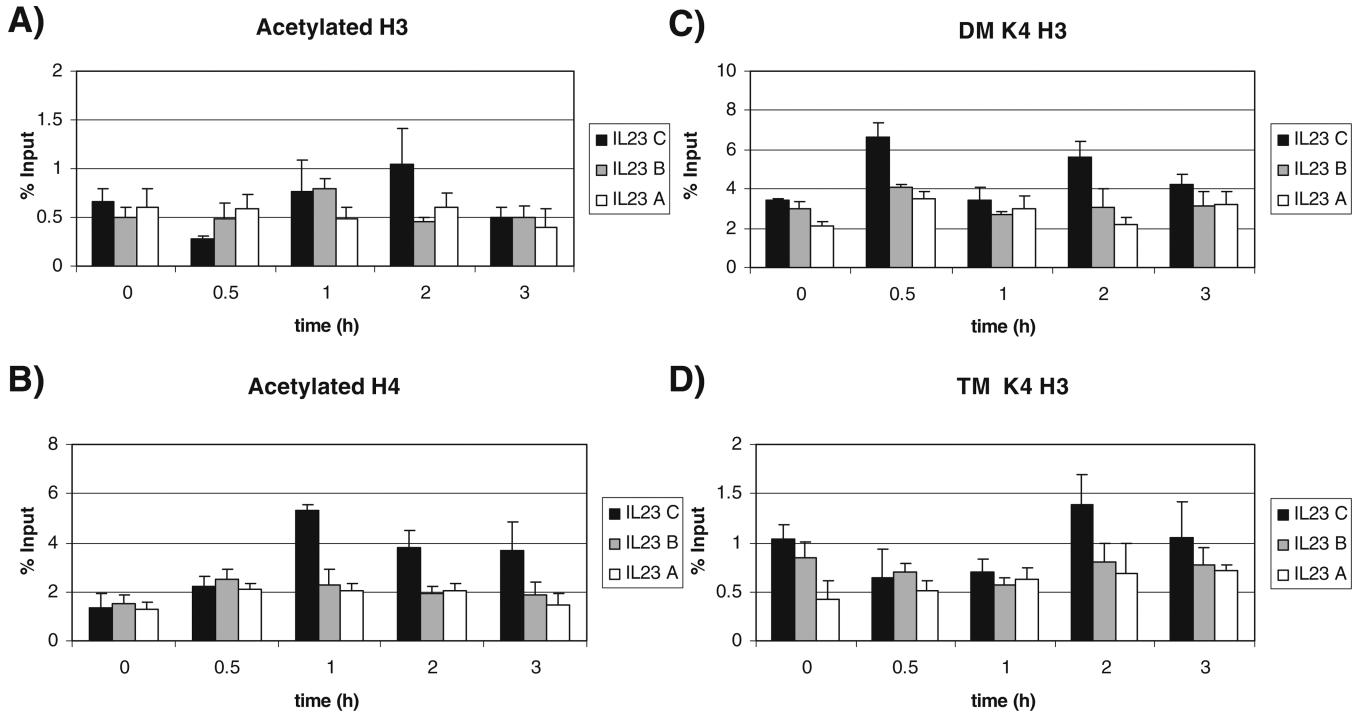 A)
Acetylated H3
2
1.5
1
0.5
0
% Input
0 0.5 1 2 3
time (h)
IL23 C
IL23 B
IL23 A
B)
Acetylated H4
8
6
4
2
0
% Input
0 0.5 1 2 3
time (h)
IL23 C
IL23 B
IL23 A
C)
DM K4 H3
10
8
6
4
2
0
% Input
0 0.5 1 2 3
time (h)
IL23 C
IL23 B
IL23 A
D)
TM K4 H3
2
1.5
1
0.5
0
% Input
0 0.5 1 2 3
time (h)
IL23 C
IL23 B
IL23 A